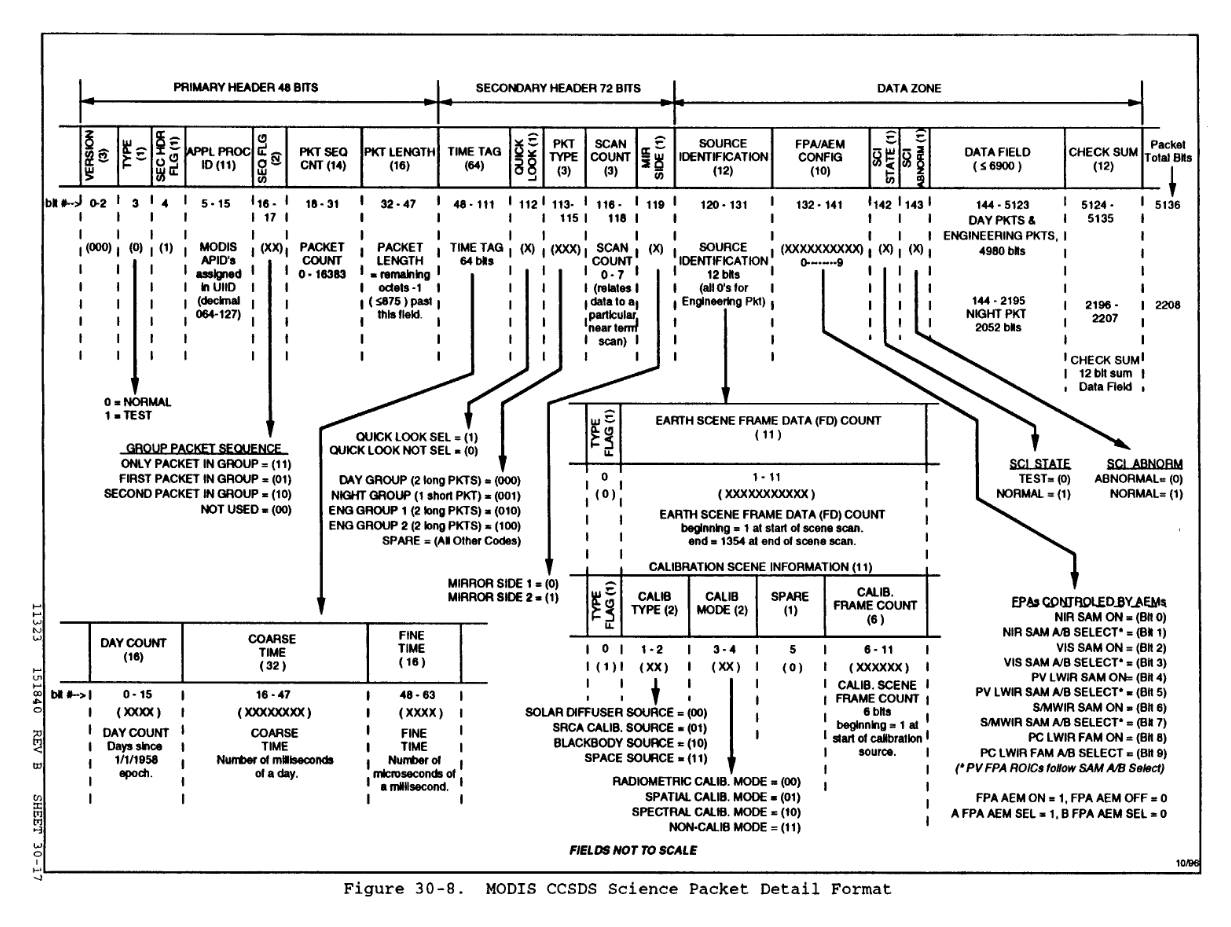 PRIMARY HEADER 48 BITS
SECONDARY HEADER 72 BITS
DATA ZONE
VERSION (3)
TYPE (1)
SEC HDR FLG (1)
APPL PROC ID (11)
SEQ FLG (2)
PKT SEQ CNT (14)
PKT LENGTH (16)
TIME TAG (64)
QUICK LOOK (1)
PKT TYPE (3)
SCAN COUNT (3)
MIR SIDE (1)
SOURCE IDENTIFICATION (12)
FPA/AEM CONFIG (10)
SCI STATE (1)
SCI ABNORM (1)
DATA FIELD ( ≤ 6900 )
CHECK SUM (12)
Packet Total Bits
bit #---> 0-2
3
4
5 - 15
16 - 17
18 - 31
32 - 47
48 - 111
112
113- 115
116 - 118
119
120 - 131
132 - 141
142
143
144 - 5123
DAY PKTS &
ENGINEERING PKTS,
4980 bits
5124 -
5135
5136
(000)
(0)
(1)
MODIS
APID's
assigned
in UIID
(decimal
064-127)
(XX)
PACKET
COUNT
0 - 16383
PACKET
LENGTH
= remaining
octets -1
( ≤875 ) past
this field.
TIME TAG
64 bits
(X)
(XXX)
SCAN
COUNT
0 - 7
(relates
data to a
particular
near term
scan)
(X)
SOURCE
IDENTIFICATION
12 bits
(all 0's for
Engineering Pkt)
(XXXXXXXXXX)
0--------9
(X)
(X)
144 - 2195
NIGHT PKT
2052 bits
2196 -
2207
2208
CHECK SUM
12 bit sum
Data Field
0 = NORMAL
1 = TEST
GROUP PACKET SEQUENCE
ONLY PACKET IN GROUP = (11)
FIRST PACKET IN GROUP = (01)
SECOND PACKET IN GROUP = (10)
NOT USED = (00)
QUICK LOOK SEL = (1)
QUICK LOOK NOT SEL = (0)
DAY GROUP (2 long PKTS) = (000)
NIGHT GROUP (1 short PKT) = (001)
ENG GROUP 1 (2 long PKTS) = (010)
ENG GROUP 2 (2 long PKTS) = (100)
SPARE = (All Other Codes)
MIRROR SIDE 1 = (0)
MIRROR SIDE 2 = (1)
TYPE FLAG (1)
EARTH SCENE FRAME DATA (FD) COUNT
( 11 )
0
( 0 )
1 - 11
( XXXXXXXXXXX )
EARTH SCENE FRAME DATA (FD) COUNT
beginning = 1 at start of scene scan.
end = 1354 at end of scene scan.
CALIBRATION SCENE INFORMATION (11)
TYPE FLAG (1)
CALIB TYPE (2)
CALIB MODE (2)
SPARE (1)
CALIB. FRAME COUNT (6)
0
1 - 2
3 - 4
5
6 - 11
( 1 )
(XX)
(XX)
( 0 )
(XXXXXX)
CALIB. SCENE
FRAME COUNT
6 bits
beginning = 1 at
start of calibration
source.
SOLAR DIFFUSER SOURCE = (00)
SRCA CALIB. SOURCE = (01)
BLACKBODY SOURCE = (10)
SPACE SOURCE = (11)
RADIOMETRIC CALIB. MODE = (00)
SPATIAL CALIB. MODE = (01)
SPECTRAL CALIB. MODE = (10)
NON-CALIB MODE = (11)
SCI STATE
TEST= (0)
NORMAL = (1)
SCI ABNORM
ABNORMAL= (0)
NORMAL= (1)
FPAs CONTROLED BY AEMs
NIR SAM ON = (Bit 0)
NIR SAM A/B SELECT* = (Bit 1)
VIS SAM ON = (Bit 2)
VIS SAM A/B SELECT* = (Bit 3)
PV LWIR SAM ON= (Bit 4)
PV LWIR SAM A/B SELECT* = (Bit 5)
S/MWIR SAM ON = (Bit 6)
S/MWIR SAM A/B SELECT* = (Bit 7)
PC LWIR FAM ON = (Bit 8)
PC LWIR FAM A/B SELECT = (Bit 9)
(* PV FPA ROICs follow SAM A/B Select)
FPA AEM ON = 1, FPA AEM OFF = 0
A FPA AEM SEL = 1, B FPA AEM SEL = 0
DAY COUNT (16)
COARSE TIME ( 32 )
FINE TIME ( 16 )
bit #--> 0 - 15
16 - 47
48 - 63
( XXXX )
( XXXXXXXX )
( XXXX )
DAY COUNT
Days since
1/1/1958
epoch.
COARSE
TIME
Number of milliseconds
of a day.
FINE
TIME
Number of
microseconds of
a millisecond.
FIELDS NOT TO SCALE
10/96
11323 151840 REV B SHEET 30-17
Figure 30-8. MODIS CCSDS Science Packet Detail Format